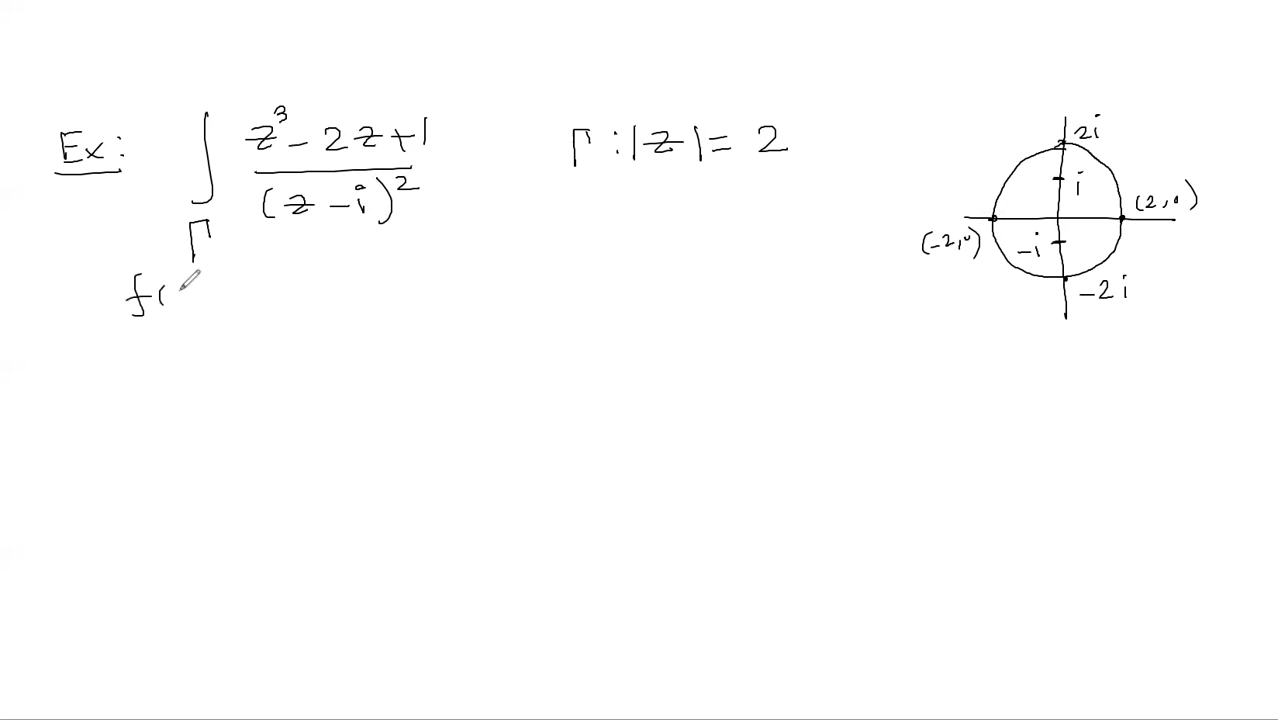 Ex: ∫_Γ (z³ - 2z + 1)/(z - i)² Γ : |z| = 2
f(
2i
i
(2,0)
(-2,0)
-i
-2i